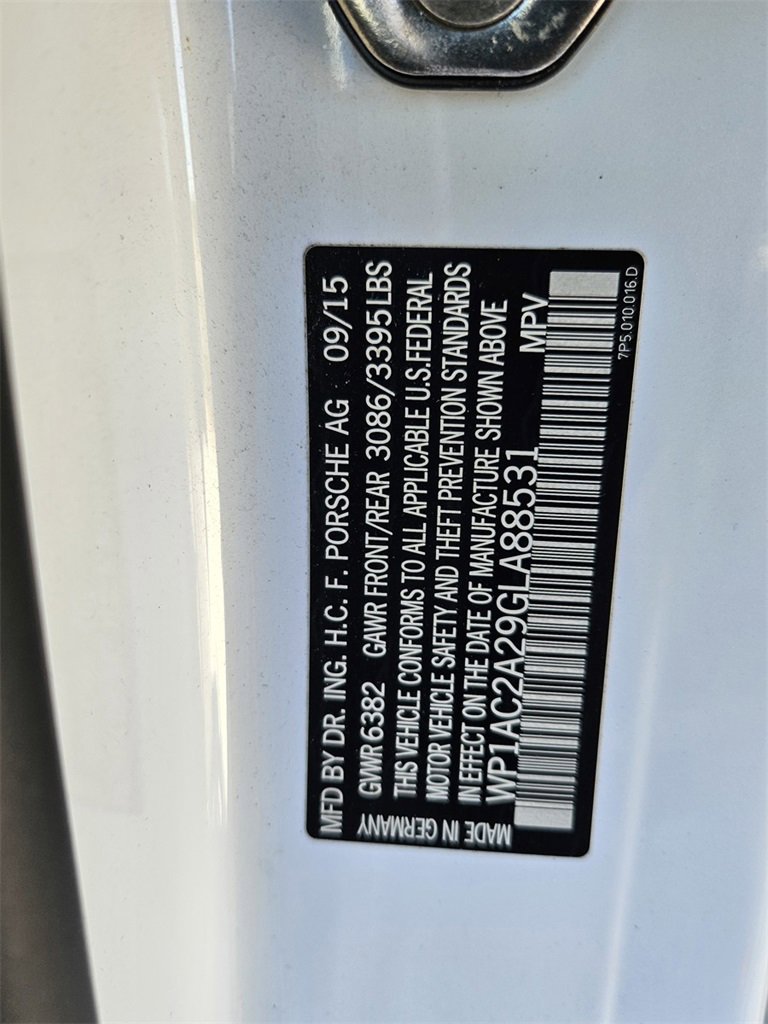 MFD BY DR. ING. H.C. F. PORSCHE AG 09/15
GVWR 6382 GAWR FRONT/REAR 3086/3395 LBS
THIS VEHICLE CONFORMS TO ALL APPLICABLE U.S. FEDERAL
MOTOR VEHICLE SAFETY AND THEFT PREVENTION STANDARDS
IN EFFECT ON THE DATE OF MANUFACTURE SHOWN ABOVE
WP1AC2A29GLA88531 MPV
7P5.010.016.D
MADE IN GERMANY